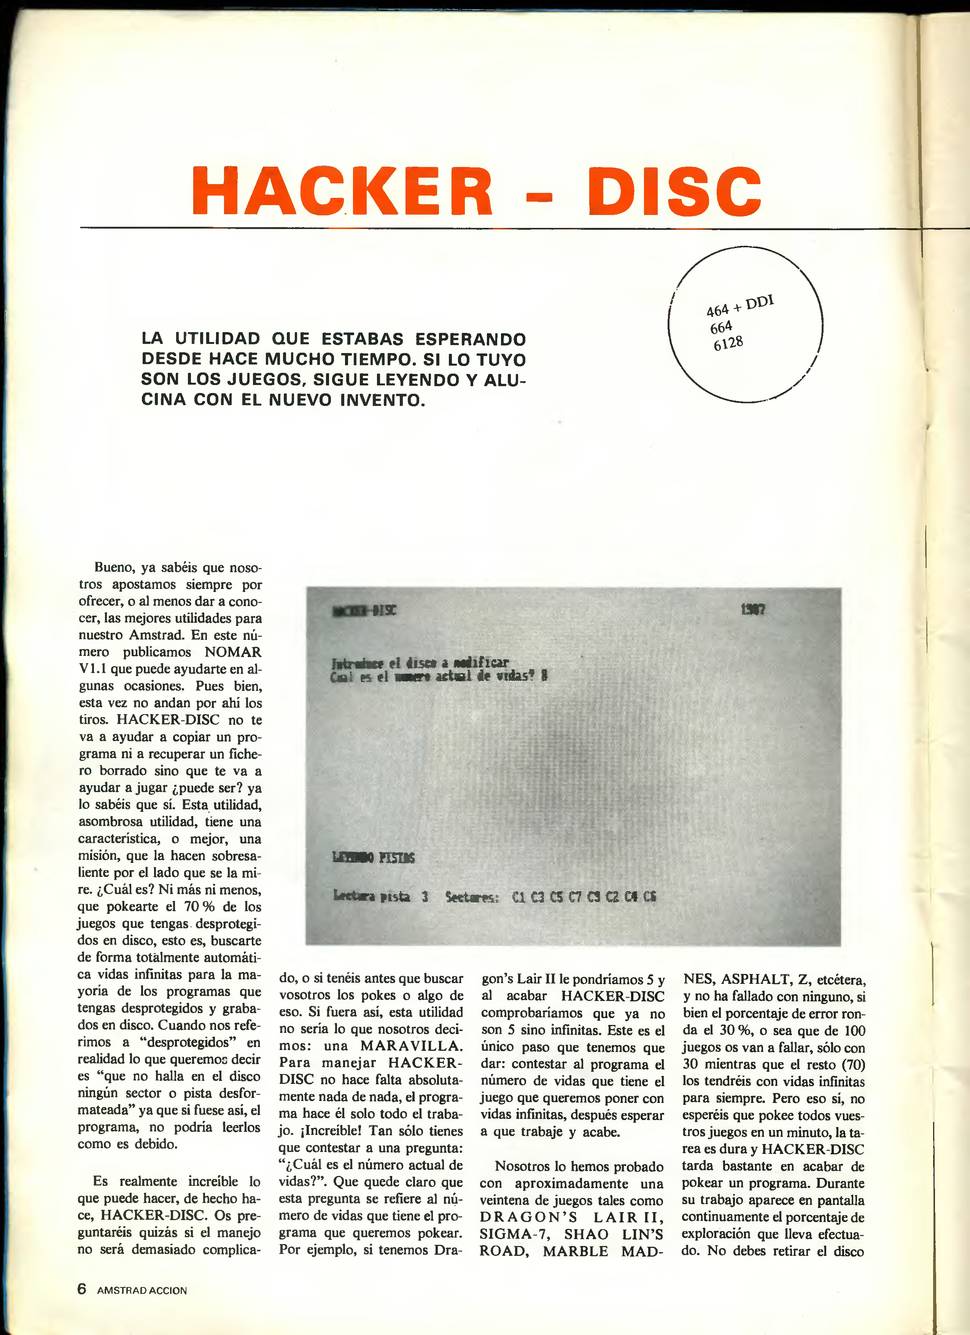 HACKER - DISC
464 + DDI
664
6128
LA UTILIDAD QUE ESTABAS ESPERANDO
DESDE HACE MUCHO TIEMPO. SI LO TUYO
SON LOS JUEGOS, SIGUE LEYENDO Y ALU-
CINA CON EL NUEVO INVENTO.
Bueno, ya sabéis que noso-
tros apostamos siempre por
ofrecer, o al menos dar a cono-
cer, las mejores utilidades para
nuestro Amstrad. En este nú-
mero publicamos NOMAR
V1.1 que puede ayudarte en al-
gunas ocasiones. Pues bien,
esta vez no andan por ahí los
tiros. HACKER-DISC no te
va a ayudar a copiar un pro-
grama ni a recuperar un fiche-
ro borrado sino que te va a
ayudar a jugar ¿puede ser? ya
lo sabéis que sí. Esta utilidad,
asombrosa utilidad, tiene una
característica, o mejor, una
misión, que la hacen sobresa-
liente por el lado que se la mi-
re. ¿Cuál es? Ni más ni menos,
que pokearte el 70% de los
juegos que tengas desprotegi-
dos en disco, esto es, buscarte
de forma totalmente automáti-
ca vidas infinitas para la ma-
yoría de los programas que
tengas desprotegidos y graba-
dos en disco. Cuando nos refe-
rimos a “desprotegidos” en
realidad lo que queremos decir
es “que no halla en el disco
ningún sector o pista desfor-
mateada” ya que si fuese así, el
programa, no podría leerlos
como es debido.
Es realmente increíble lo
que puede hacer, de hecho ha-
ce, HACKER-DISC. Os pre-
guntaréis quizás si el manejo
no será demasiado complica-
HACKER-DISC 1987
Introduce el disco a modificar
Cual es el numero actual de vidas? 8
LEYENDO PISTAS
Lectura pista 3 Sectores: C1 C3 C5 C7 C9 C2 C4 C6
do, o si tenéis antes que buscar
vosotros los pokes o algo de
eso. Si fuera así, esta utilidad
no sería lo que nosotros deci-
mos: una MARAVILLA.
Para manejar HACKER-
DISC no hace falta absoluta-
mente nada de nada, el progra-
ma hace él solo todo el traba-
jo. ¡Increíble! Tan sólo tienes
que contestar a una pregunta:
“¿Cuál es el número actual de
vidas?”. Que quede claro que
esta pregunta se refiere al nú-
mero de vidas que tiene el pro-
grama que queremos pokear.
Por ejemplo, si tenemos Dra-
gon's Lair II le pondríamos 5 y
al acabar HACKER-DISC
comprobaríamos que ya no
son 5 sino infinitas. Este es el
único paso que tenemos que
dar: contestar al programa el
número de vidas que tiene el
juego que queremos poner con
vidas infinitas, después esperar
a que trabaje y acabe.
Nosotros lo hemos probado
con aproximadamente una
veintena de juegos tales como
DRAGON'S LAIR II,
SIGMA-7, SHAO LIN'S
ROAD, MARBLE MAD-
NES, ASPHALT, Z, etcétera,
y no ha fallado con ninguno, si
bien el porcentaje de error ron-
da el 30%, o sea que de 100
juegos os van a fallar, sólo con
30 mientras que el resto (70)
los tendréis con vidas infinitas
para siempre. Pero eso sí, no
esperéis que pokee todos vues-
tros juegos en un minuto, la ta-
rea es dura y HACKER-DISC
tarda bastante en acabar de
pokear un programa. Durante
su trabajo aparece en pantalla
continuamente el porcentaje de
exploración que lleva efectua-
do. No debes retirar el disco
6 AMSTRAD ACCION